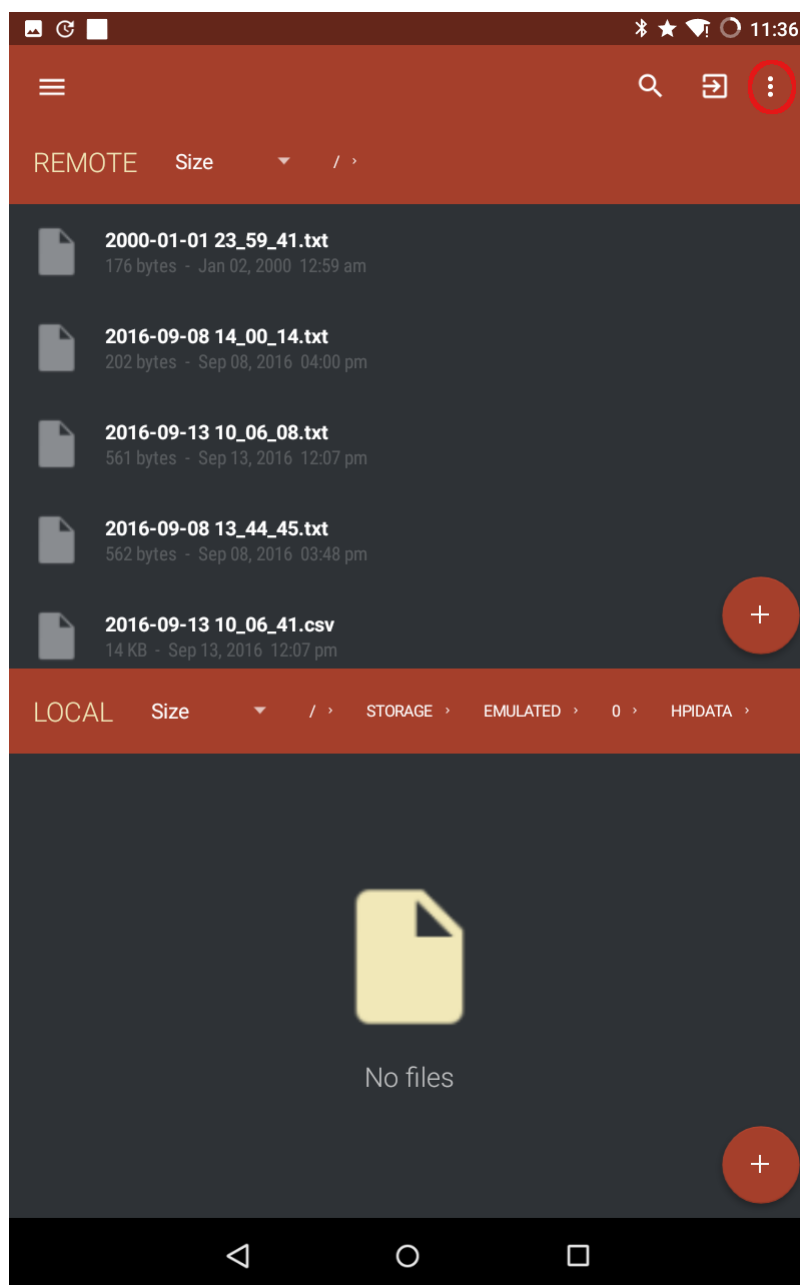 11:36
REMOTE Size / ›
2000-01-01 23_59_41.txt
176 bytes - Jan 02, 2000 12:59 am
2016-09-08 14_00_14.txt
202 bytes - Sep 08, 2016 04:00 pm
2016-09-13 10_06_08.txt
561 bytes - Sep 13, 2016 12:07 pm
2016-09-08 13_44_45.txt
562 bytes - Sep 08, 2016 03:48 pm
2016-09-13 10_06_41.csv
14 KB - Sep 13, 2016 12:07 pm
LOCAL Size / › STORAGE › EMULATED › 0 › HPIDATA ›
No files